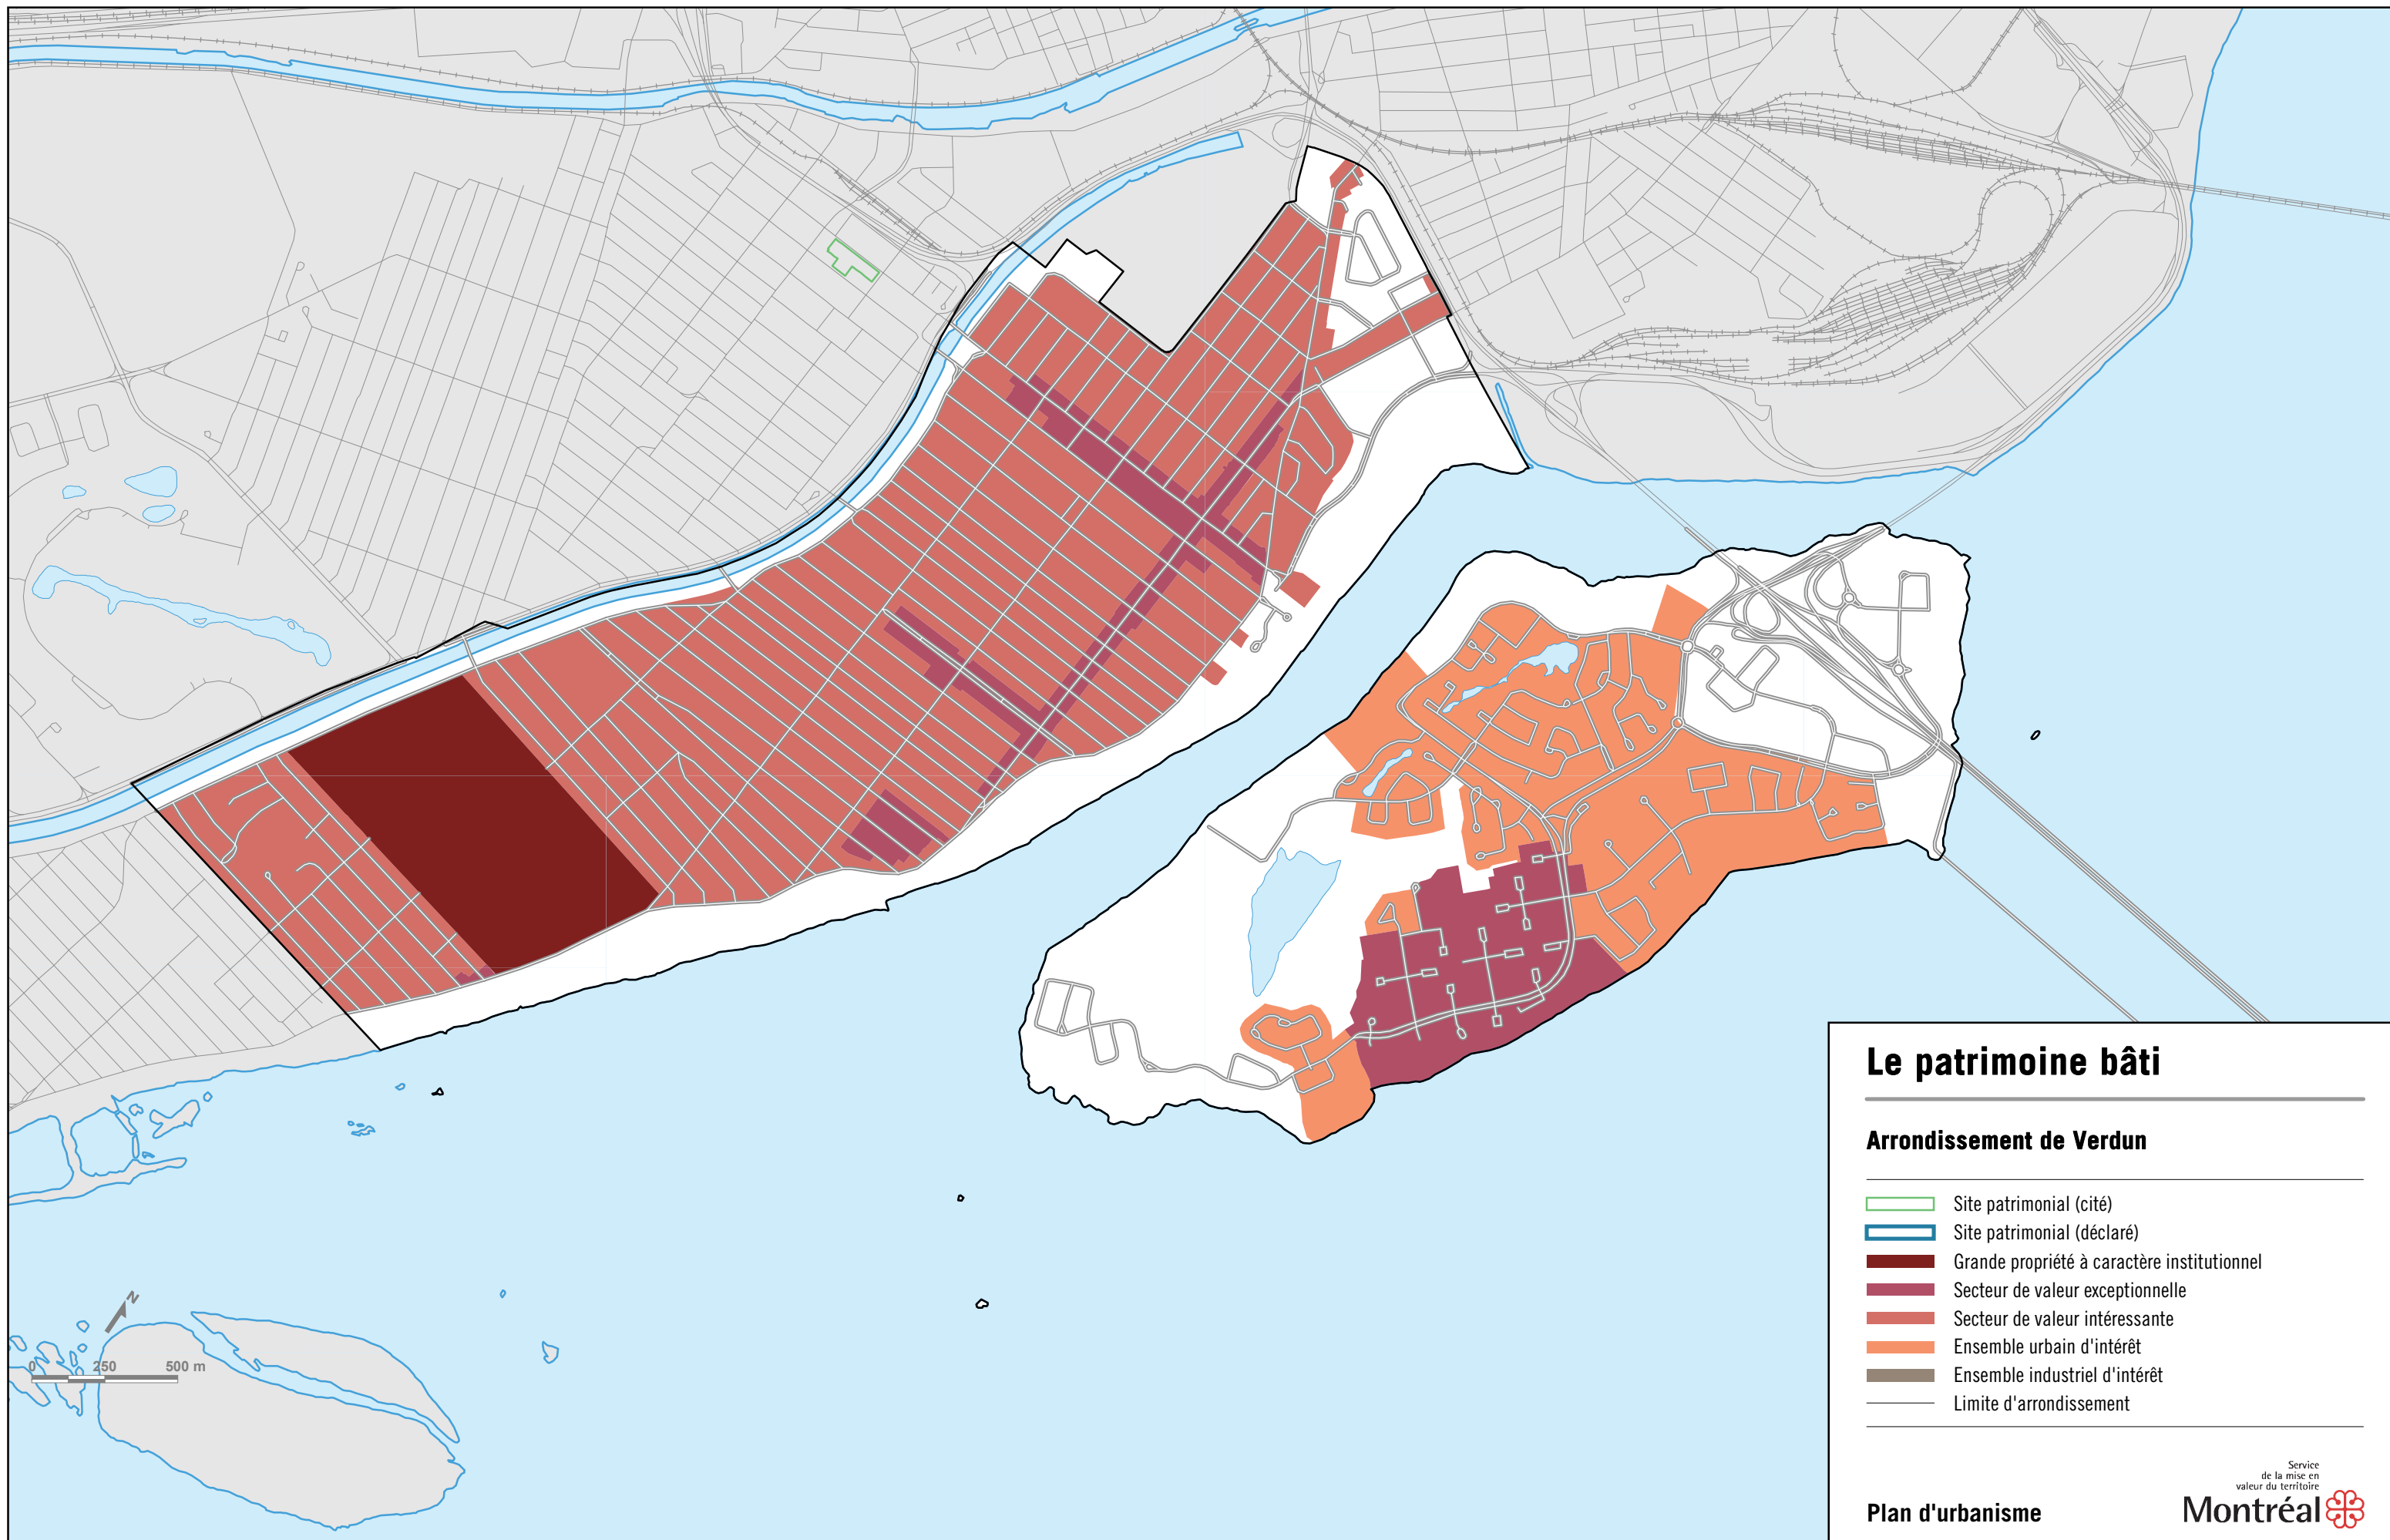 N
0 250 500 m
Le patrimoine bâti
Arrondissement de Verdun
Site patrimonial (cité)
Site patrimonial (déclaré)
Grande propriété à caractère institutionnel
Secteur de valeur exceptionnelle
Secteur de valeur intéressante
Ensemble urbain d'intérêt
Ensemble industriel d'intérêt
Limite d'arrondissement
Service
de la mise en
valeur du territoire
Plan d'urbanisme
Montréal